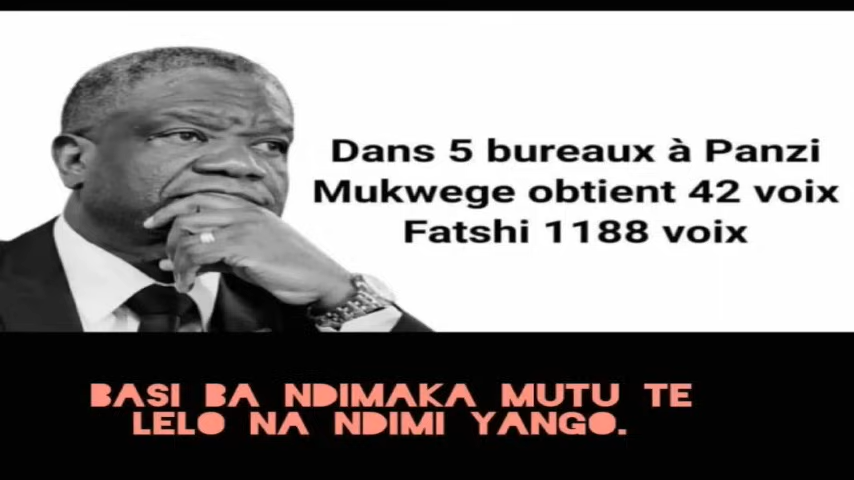 Dans 5 bureaux à Panzi
Mukwege obtient 42 voix
Fatshi 1188 voix
BASI BA NDIMAKA MUTU TE
LELO NA NDIMI YANGO.